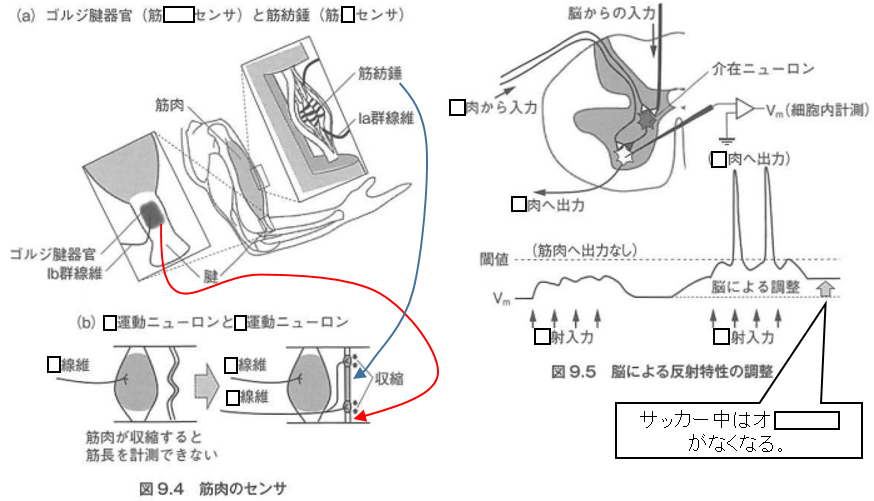 (a) ゴルジ腱器官（筋□センサ）と筋紡錘（筋□センサ）
筋紡錘
筋肉
Ia群線維
ゴルジ腱器官
Ib群線維
腱
(b) □運動ニューロンと□運動ニューロン
□線維
□線維
□線維
収縮
筋肉が収縮すると
筋長を計測できない
図 9.4　筋肉のセンサ
脳からの入力
介在ニューロン
□肉から入力
Vm(細胞内計測)
(□肉へ出力)
□肉へ出力
(筋肉へ出力なし)
閾値
脳による調整
Vm
□射入力
□射入力
図 9.5　脳による反射特性の調整
サッカー中はオ□
がなくなる。